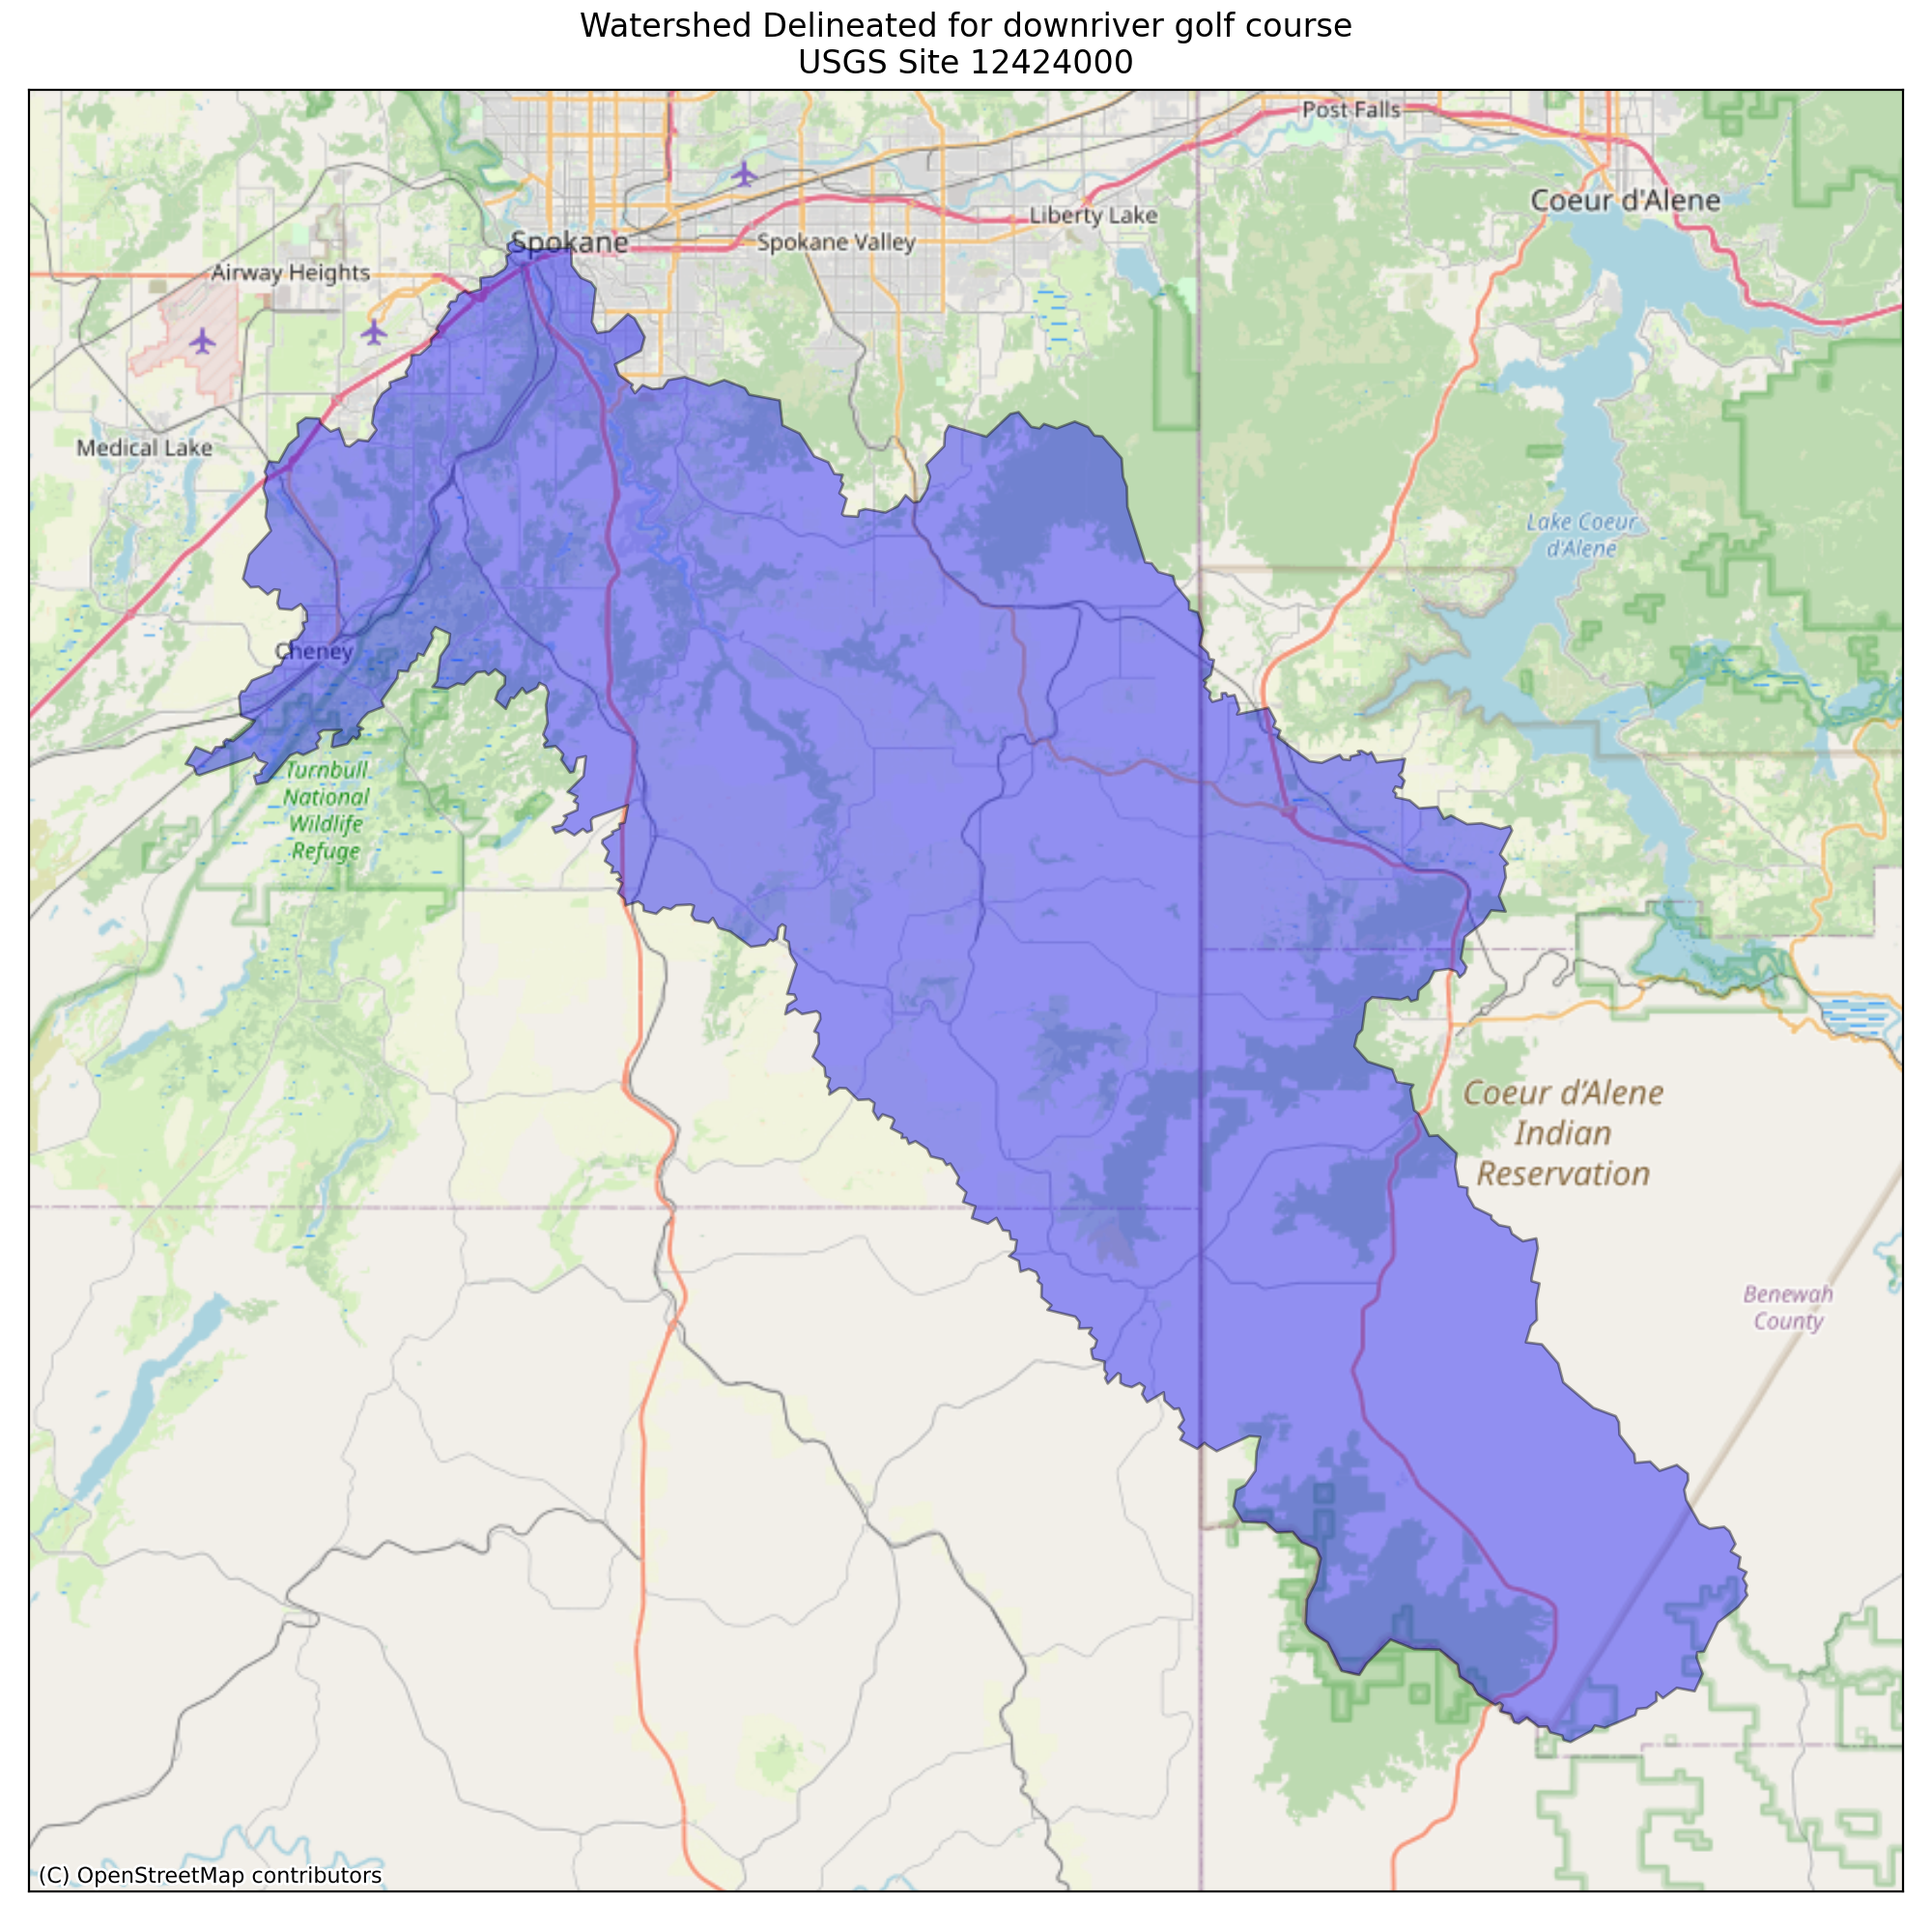 Watershed Delineated for downriver golf course
USGS Site 12424000
Post Falls
Coeur d'Alene
Liberty Lake
Spokane
Spokane Valley
Airway Heights
Medical Lake
Lake Coeur
d'Alene
Cheney
Turnbull
National
Wildlife
Refuge
Coeur d’Alene
Indian
Reservation
Benewah
County
(C) OpenStreetMap contributors